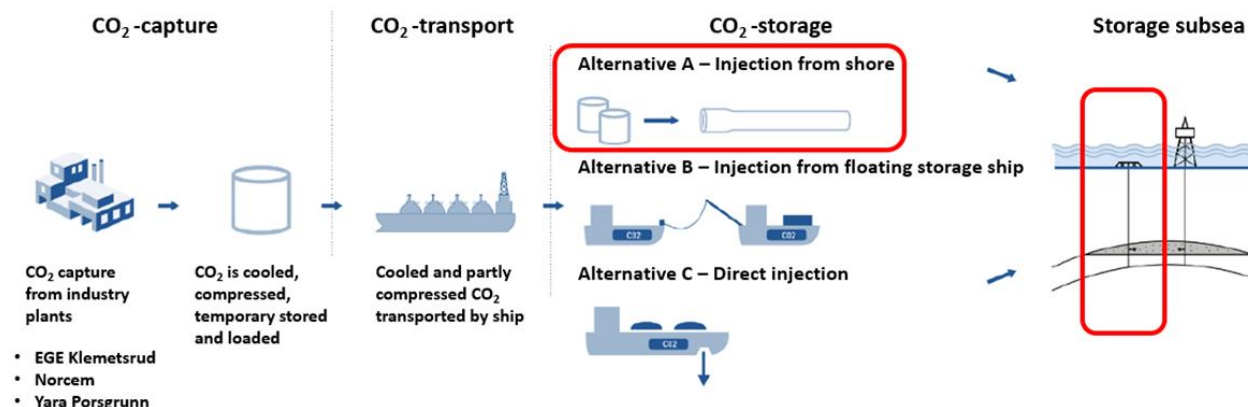 CO₂-capture
CO₂-transport
CO₂-storage
Storage subsea
Alternative A – Injection from shore
Alternative B – Injection from floating storage ship
CO2
CO2
Alternative C – Direct injection
CO2
CO₂ capture
from industry
plants
• EGE Klemetsrud
• Norcem
• Yara Porsgrunn
CO₂ is cooled,
compressed,
temporary stored
and loaded
Cooled and partly
compressed CO₂
transported by ship